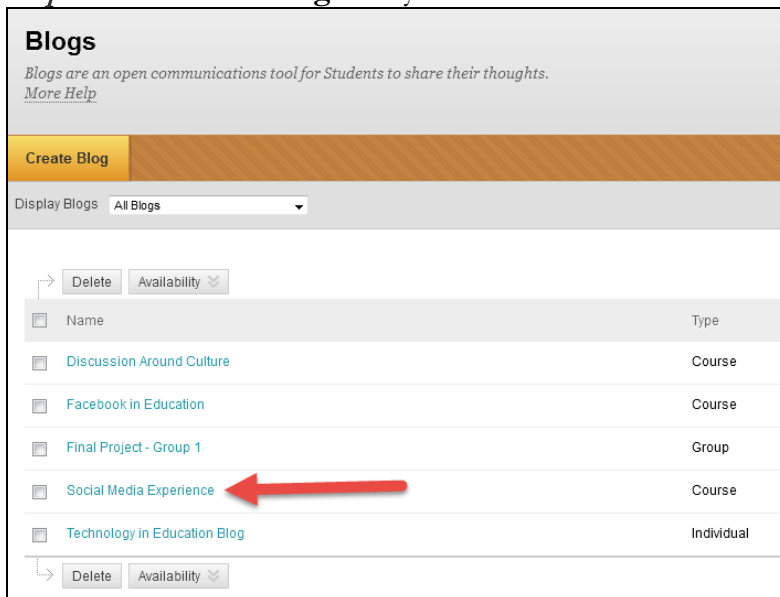 Blogs
Blogs are an open communications tool for Students to share their thoughts.
More Help
Create Blog
Display Blogs All Blogs
Delete Availability
Name Type
Discussion Around Culture Course
Facebook in Education Course
Final Project - Group 1 Group
Social Media Experience Course
Technology in Education Blog Individual
Delete Availability